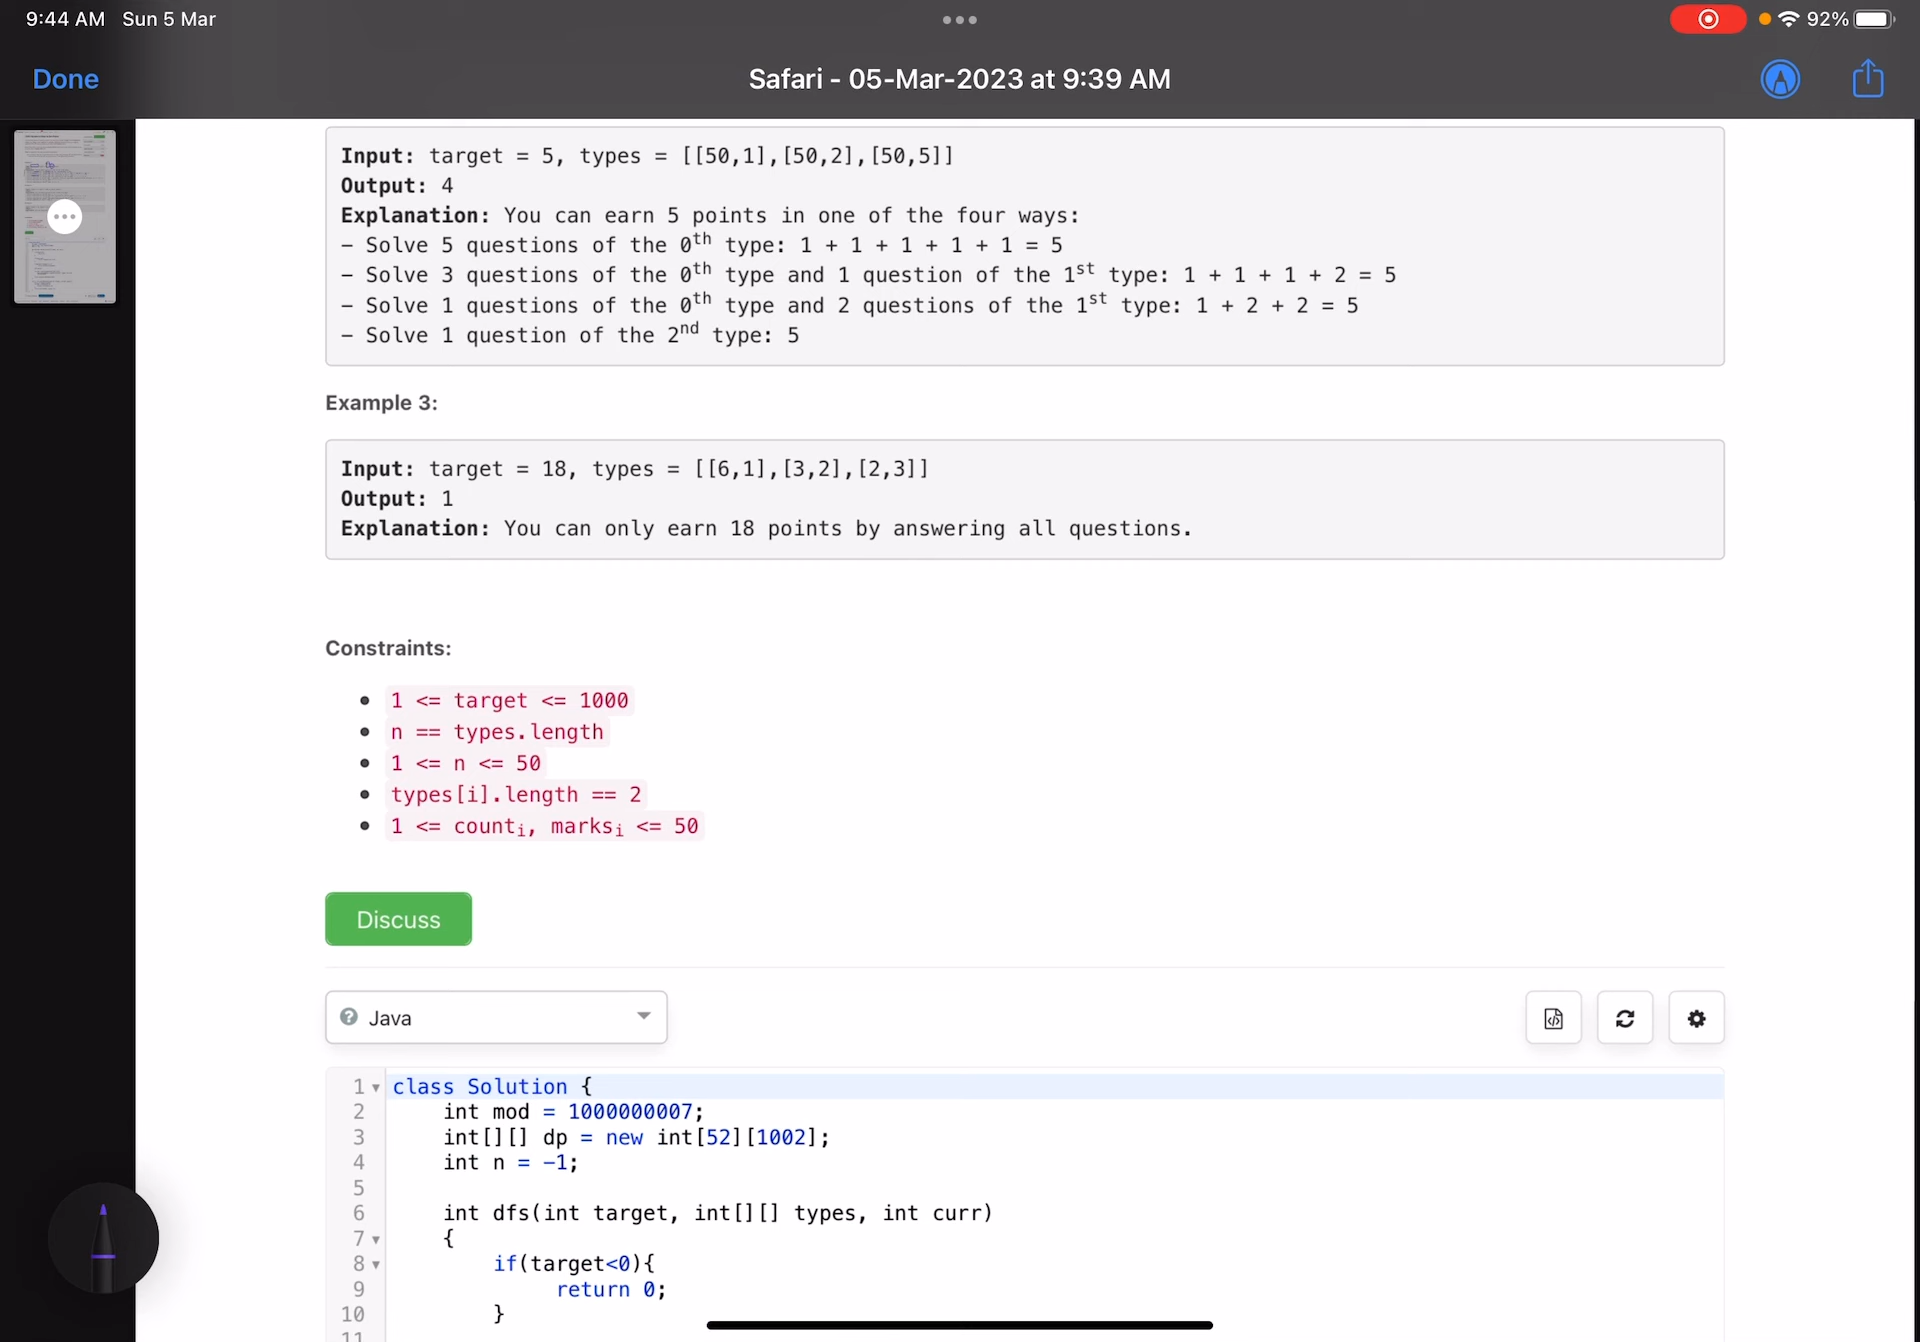 9:44 AM Sun 5 Mar
92%
Done
Safari - 05-Mar-2023 at 9:39 AM
Input: target = 5, types = [[50,1],[50,2],[50,5]]
Output: 4
Explanation: You can earn 5 points in one of the four ways:
- Solve 5 questions of the 0th type: 1 + 1 + 1 + 1 + 1 = 5
- Solve 3 questions of the 0th type and 1 question of the 1st type: 1 + 1 + 1 + 2 = 5
- Solve 1 questions of the 0th type and 2 questions of the 1st type: 1 + 2 + 2 = 5
- Solve 1 question of the 2nd type: 5
Example 3:
Input: target = 18, types = [[6,1],[3,2],[2,3]]
Output: 1
Explanation: You can only earn 18 points by answering all questions.
Constraints:
• 1 <= target <= 1000
• n == types.length
• 1 <= n <= 50
• types[i].length == 2
• 1 <= counti, marksi <= 50
Discuss
Java
1 class Solution {
2     int mod = 1000000007;
3     int[][] dp = new int[52][1002];
4     int n = -1;
5
6     int dfs(int target, int[][] types, int curr)
7     {
8         if(target<0){
9              return 0;
10         }
11